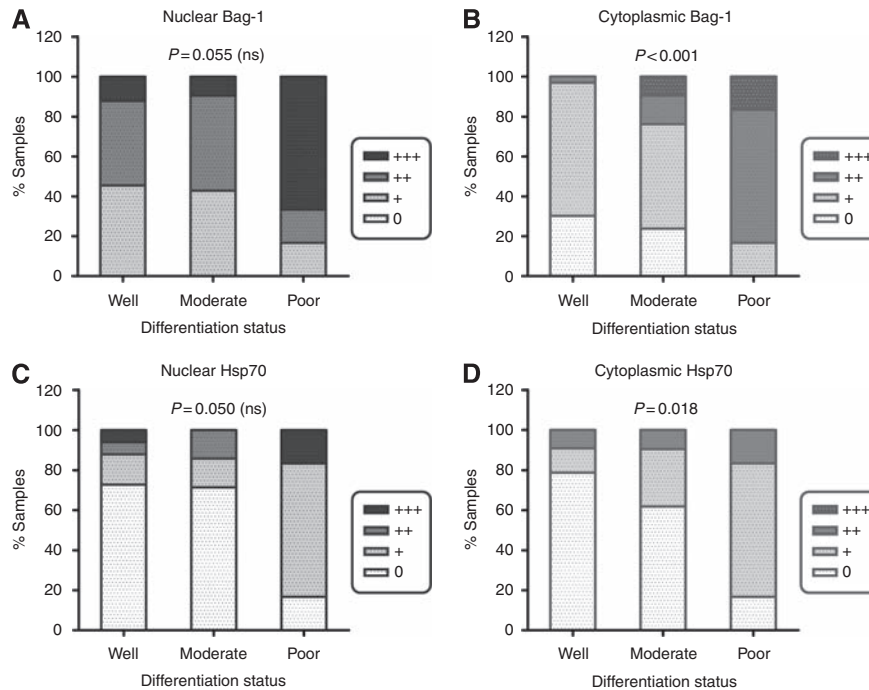 A
Nuclear Bag-1
P=0.055 (ns)
120
100
80
60
40
20
0
% Samples
+++
++
+
0
Well Moderate Poor
Differentiation status
B
Cytoplasmic Bag-1
P<0.001
120
100
80
60
40
20
0
% Samples
+++
++
+
0
Well Moderate Poor
Differentiation status
C
Nuclear Hsp70
P=0.050 (ns)
120
100
80
60
40
20
0
% Samples
+++
++
+
0
Well Moderate Poor
Differentiation status
D
Cytoplasmic Hsp70
P=0.018
120
100
80
60
40
20
0
% Samples
+++
++
+
0
Well Moderate Poor
Differentiation status